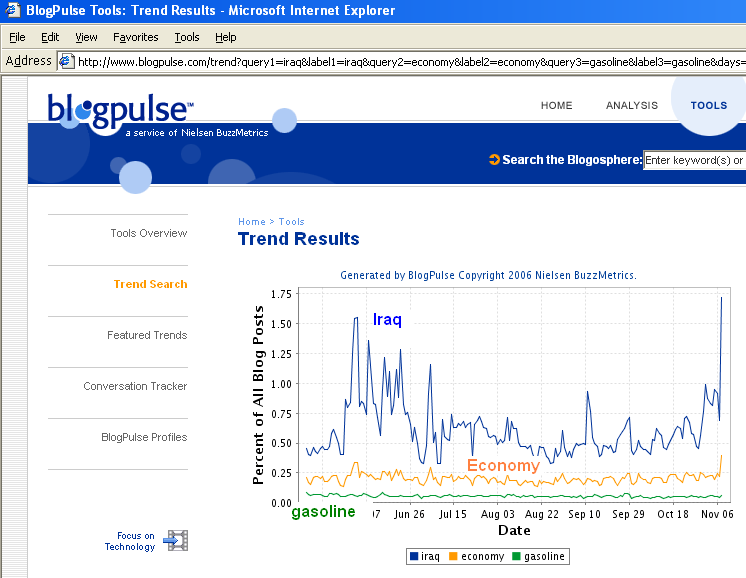 BlogPulse Tools: Trend Results - Microsoft Internet Explorer
File Edit View Favorites Tools Help
Address http://www.blogpulse.com/trend?query1=iraq&label1=iraq&query2=economy&label2=economy&query3=gasoline&label3=gasoline&days=
blogpulse™
a service of Nielsen BuzzMetrics
HOME ANALYSIS TOOLS
Search the Blogosphere: Enter keyword(s) or
Tools Overview
Trend Search
Featured Trends
Conversation Tracker
BlogPulse Profiles
Focus on
Technology
Home > Tools
Trend Results
Generated by BlogPulse Copyright 2006 Nielsen BuzzMetrics.
Percent of All Blog Posts
1.75
1.50
1.25
1.00
0.75
0.50
0.25
0.00
Iraq
Economy
gasoline
07 Jun 26 Jul 15 Aug 03 Aug 22 Sep 10 Sep 29 Oct 18 Nov 06
Date
iraq economy gasoline